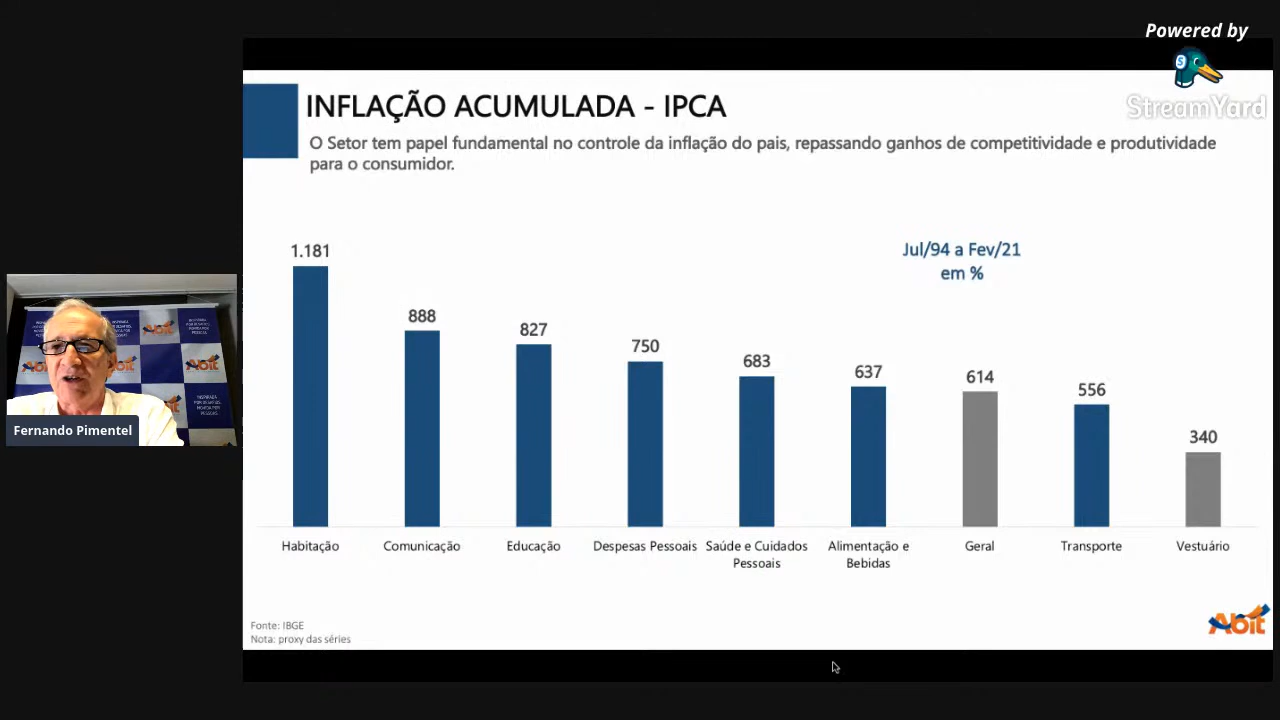 Powered by
StreamYard
INFLAÇÃO ACUMULADA - IPCA
O Setor tem papel fundamental no controle da inflação do pais, repassando ganhos de competitividade e produtividade
para o consumidor.
Jul/94 a Fev/21
em %
1.181
888
827
750
683
637
614
556
340
Habitação
Comunicação
Educação
Despesas Pessoais
Saúde e Cuidados
Pessoais
Alimentação e
Bebidas
Geral
Transporte
Vestuário
Fonte: IBGE
Nota: proxy das séries
Abit
Abit
Fernando Pimentel